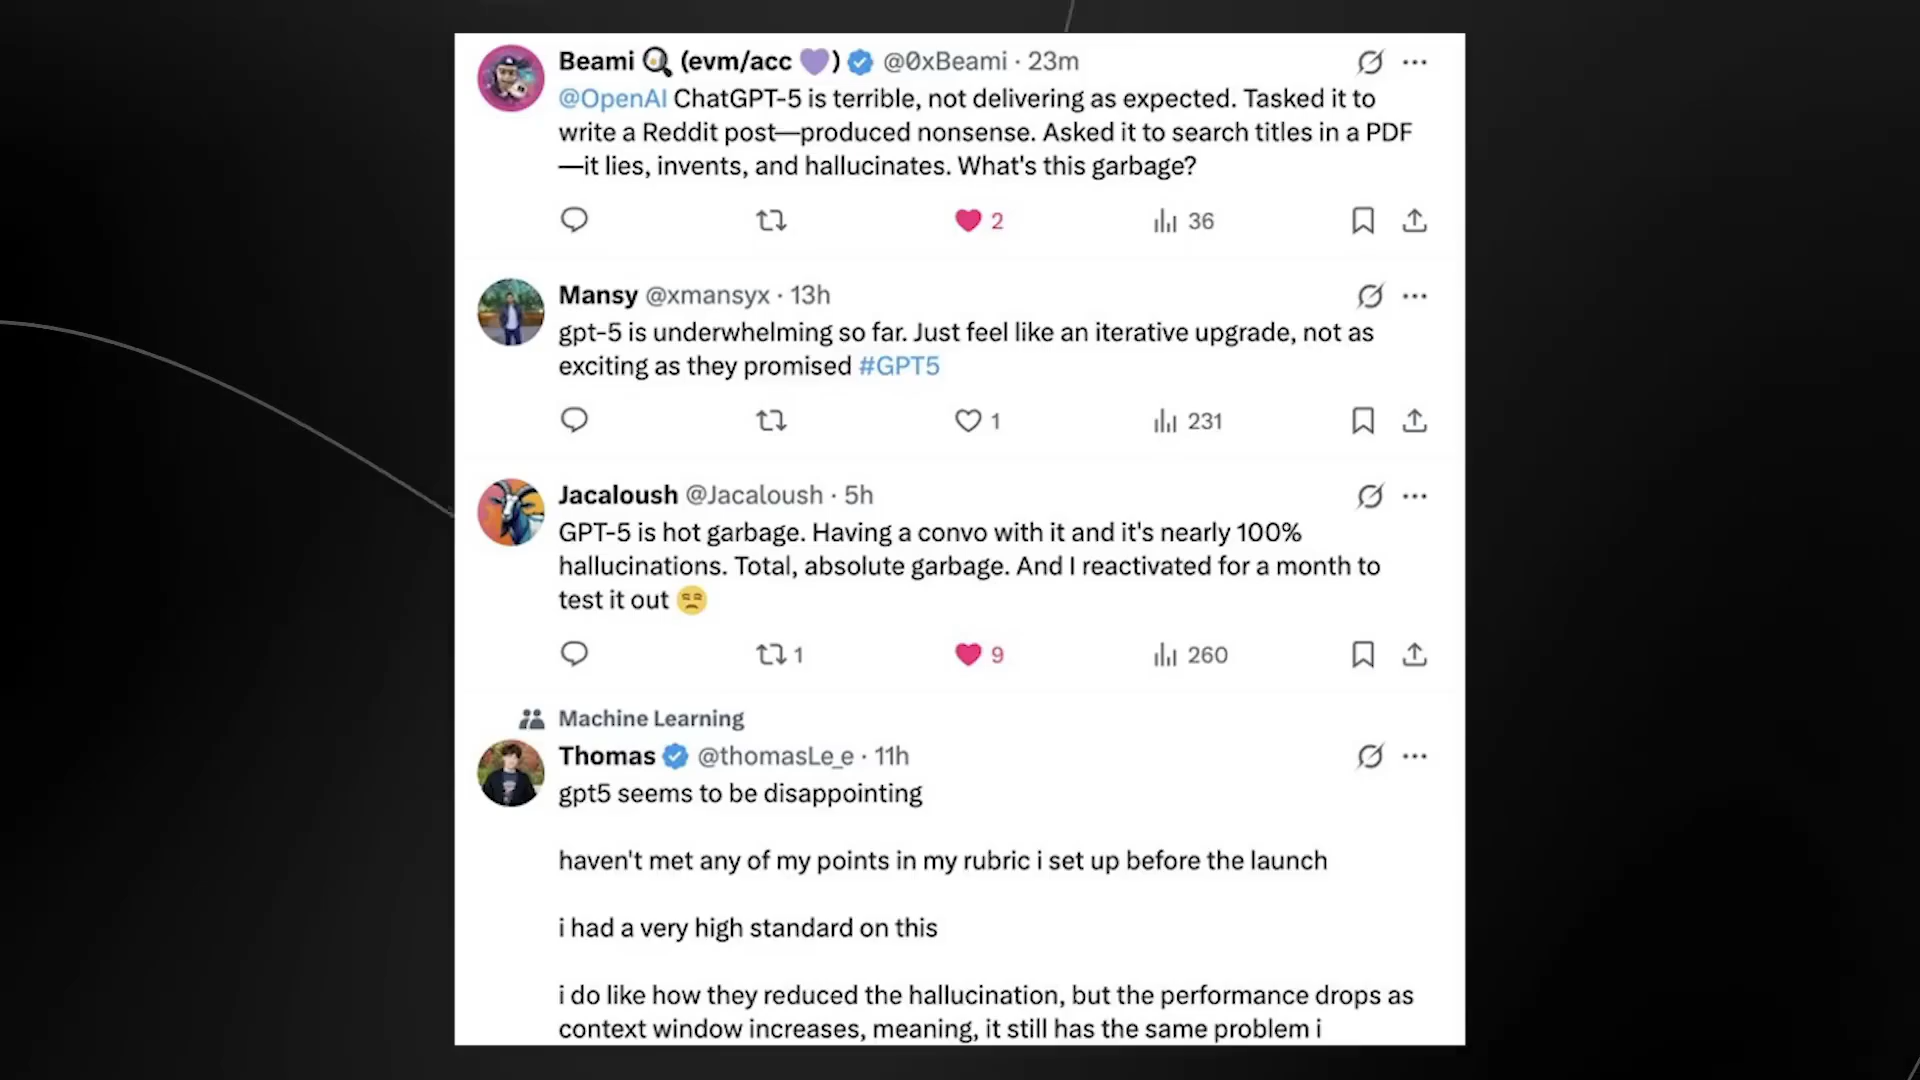 Beami 🍳 (evm/acc 💜) @0xBeami · 23m
@OpenAI ChatGPT-5 is terrible, not delivering as expected. Tasked it to
write a Reddit post—produced nonsense. Asked it to search titles in a PDF
—it lies, invents, and hallucinates. What's this garbage?
2 36
Mansy @xmansyx · 13h
gpt-5 is underwhelming so far. Just feel like an iterative upgrade, not as
exciting as they promised #GPT5
1 231
Jacaloush @Jacaloush · 5h
GPT-5 is hot garbage. Having a convo with it and it's nearly 100%
hallucinations. Total, absolute garbage. And I reactivated for a month to
test it out 😒
1 9 260
Machine Learning
Thomas @thomasLe_e · 11h
gpt5 seems to be disappointing
haven't met any of my points in my rubric i set up before the launch
i had a very high standard on this
i do like how they reduced the hallucination, but the performance drops as
context window increases, meaning, it still has the same problem i